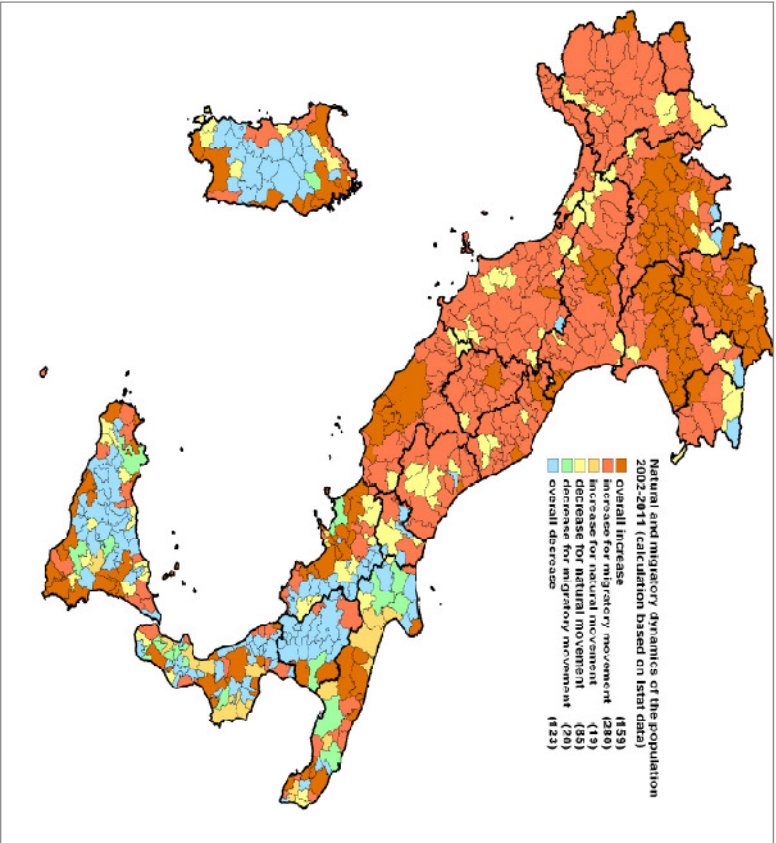 Natural and migratory dynamics of the population
2002-2011 (calculation based on Istat data)
overall increase (159)
increase for migratory movement (280)
increase for natural movement (19)
decrease for natural movement (85)
decrease for migratory movement (20)
overall decrease (123)